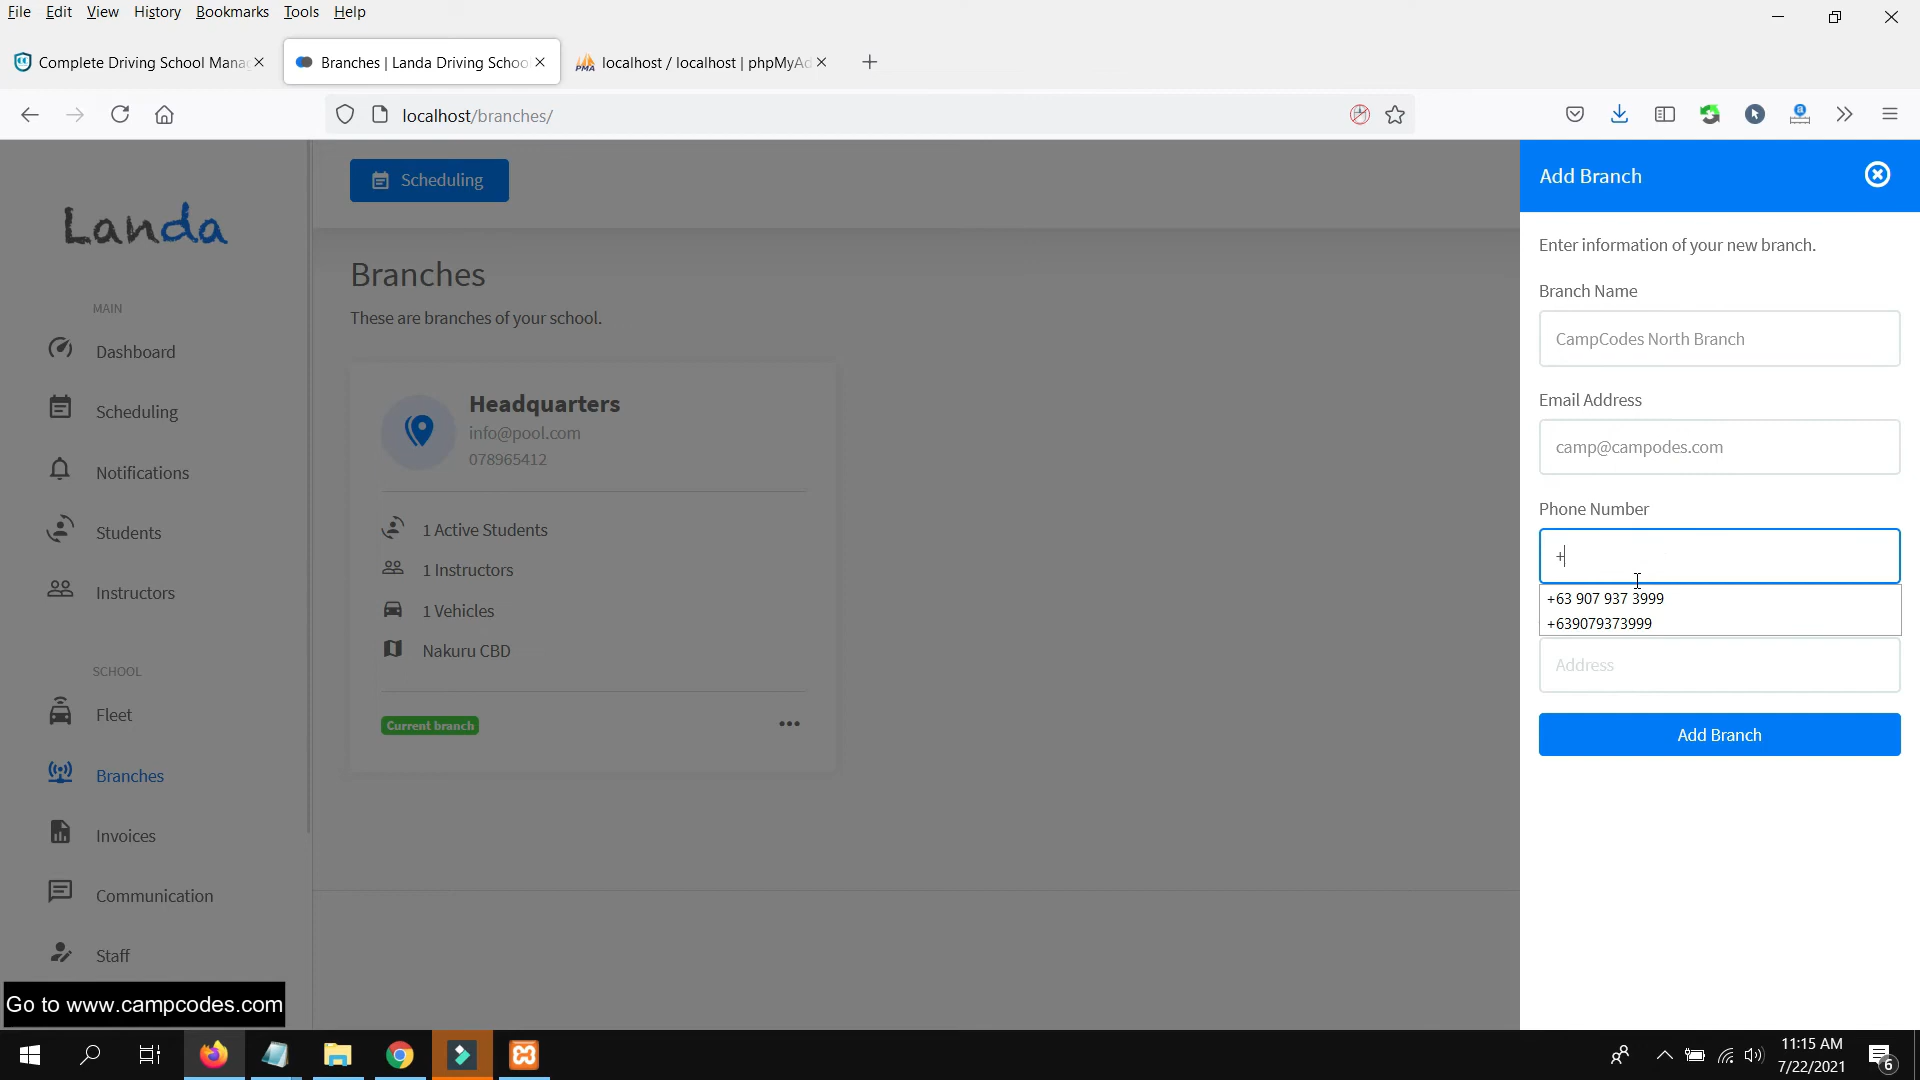 File Edit View History Bookmarks Tools Help
Complete Driving School Mana
Branches | Landa Driving Schoo
localhost / localhost | phpMyAd
localhost/branches/
Landa
Scheduling
Add Branch
Enter information of your new branch.
MAIN
Dashboard
Scheduling
Notifications
Students
Instructors
SCHOOL
Fleet
Branches
Invoices
Communication
Staff
Branches
These are branches of your school.
Headquarters
info@pool.com
078965412
1 Active Students
1 Instructors
1 Vehicles
Nakuru CBD
Current branch
Branch Name
CampCodes North Branch
Email Address
camp@campodes.com
Phone Number
+
+63 907 937 3999
+639079373999
Address
Add Branch
Go to www.campcodes.com
11:15 AM
7/22/2021
6